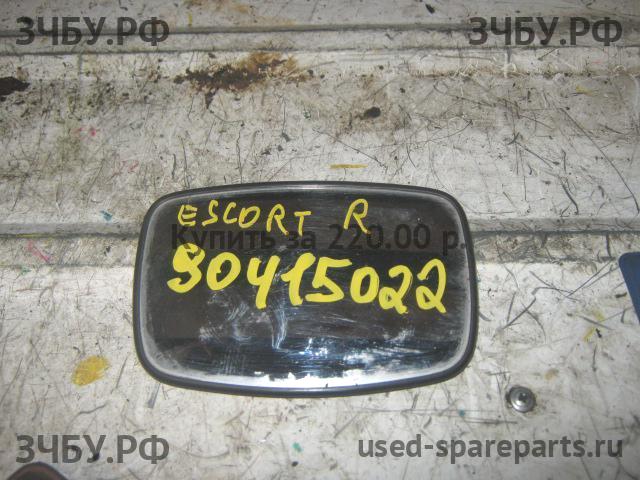 ЗЧБУ.РФ ЗЧБУ.РФ
ESCORT R
Купить за 220.00 р.
90415022
ЗЧБУ.РФ used-spareparts.ru